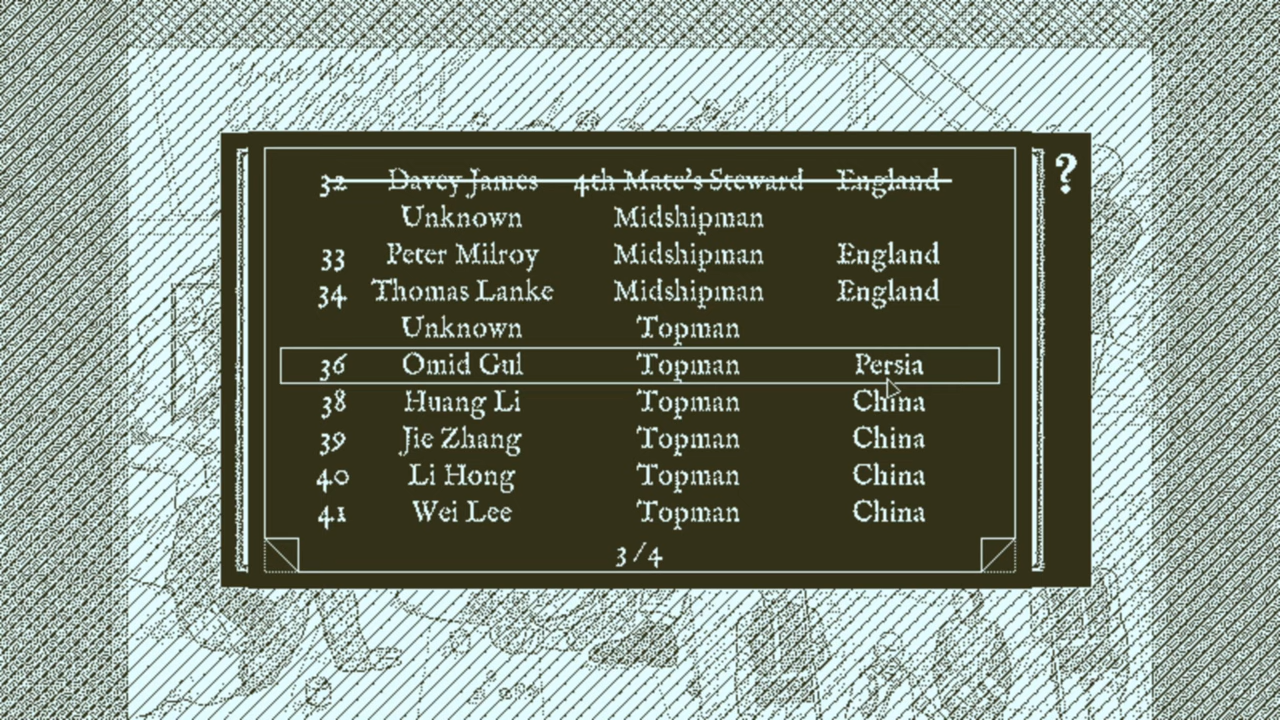 ?
32 Davey James 4th Mate's Steward England
Unknown Midshipman
33 Peter Milroy Midshipman England
34 Thomas Lanke Midshipman England
Unknown Topman
36 Omid Gul Topman Persia
38 Huang Li Topman China
39 Jie Zhang Topman China
40 Li Hong Topman China
41 Wei Lee Topman China
3/4